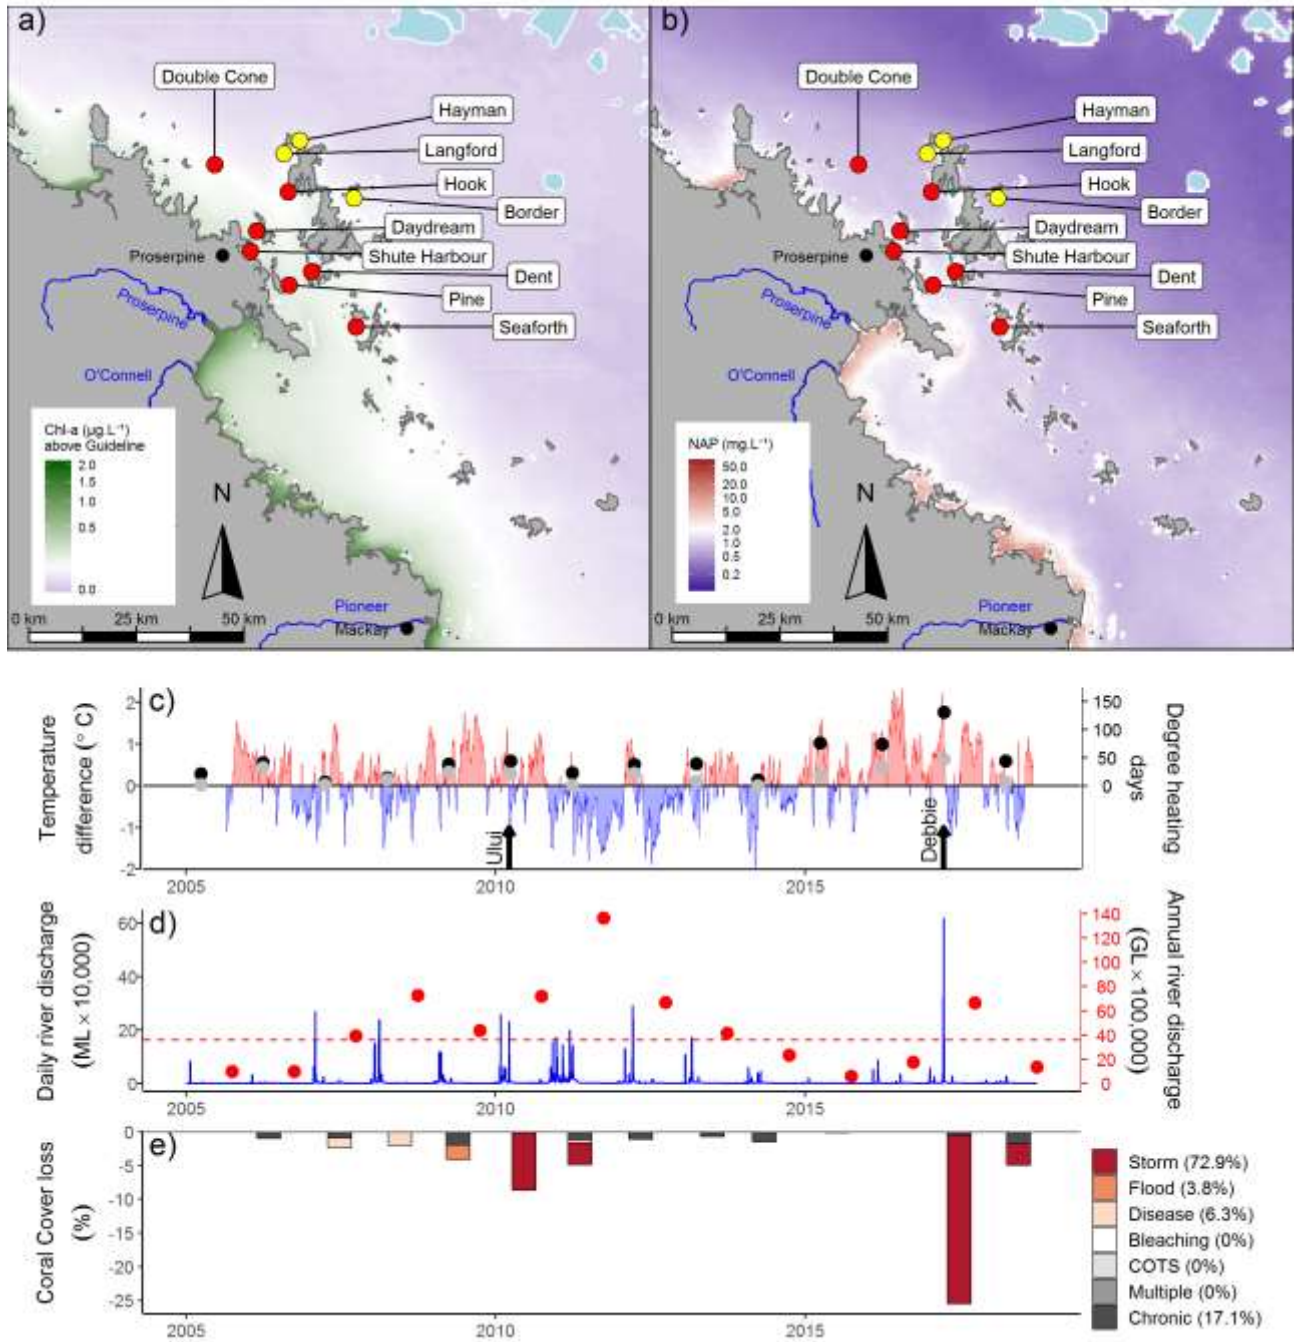 a)
Double Cone
Hayman
Langford
Hook
Border
Daydream
Proserpine
Shute Harbour
Dent
Proserpine
Pine
Seaforth
O'Connell
Chl-a (µg.L⁻¹)
above Guideline
2.0
1.5
1.0
0.5
0.0
N
Pioneer
0 km 25 km 50 km
Mackay
b)
Double Cone
Hayman
Langford
Hook
Border
Daydream
Proserpine
Shute Harbour
Dent
Proserpine
Pine
Seaforth
O'Connell
NAP (mg.L⁻¹)
50.0
20.0
10.0
5.0
2.0
1.0
0.5
0.2
N
Pioneer
0 km 25 km 50 km
Mackay
c)
Temperature
difference (° C)
2
1
0
-1
-2
Ului
Debbie
150
100
50
0
Degree heating
days
2005 2010 2015
d)
Daily river discharge
(ML × 10,000)
60
40
20
0
140
120
100
80
60
40
20
0
Annual river discharge
(GL × 100,000)
2005 2010 2015
e)
Coral Cover loss
(%)
0
-5
-10
-15
-20
-25
2005 2010 2015
Storm (72.9%)
Flood (3.8%)
Disease (6.3%)
Bleaching (0%)
COTS (0%)
Multiple (0%)
Chronic (17.1%)